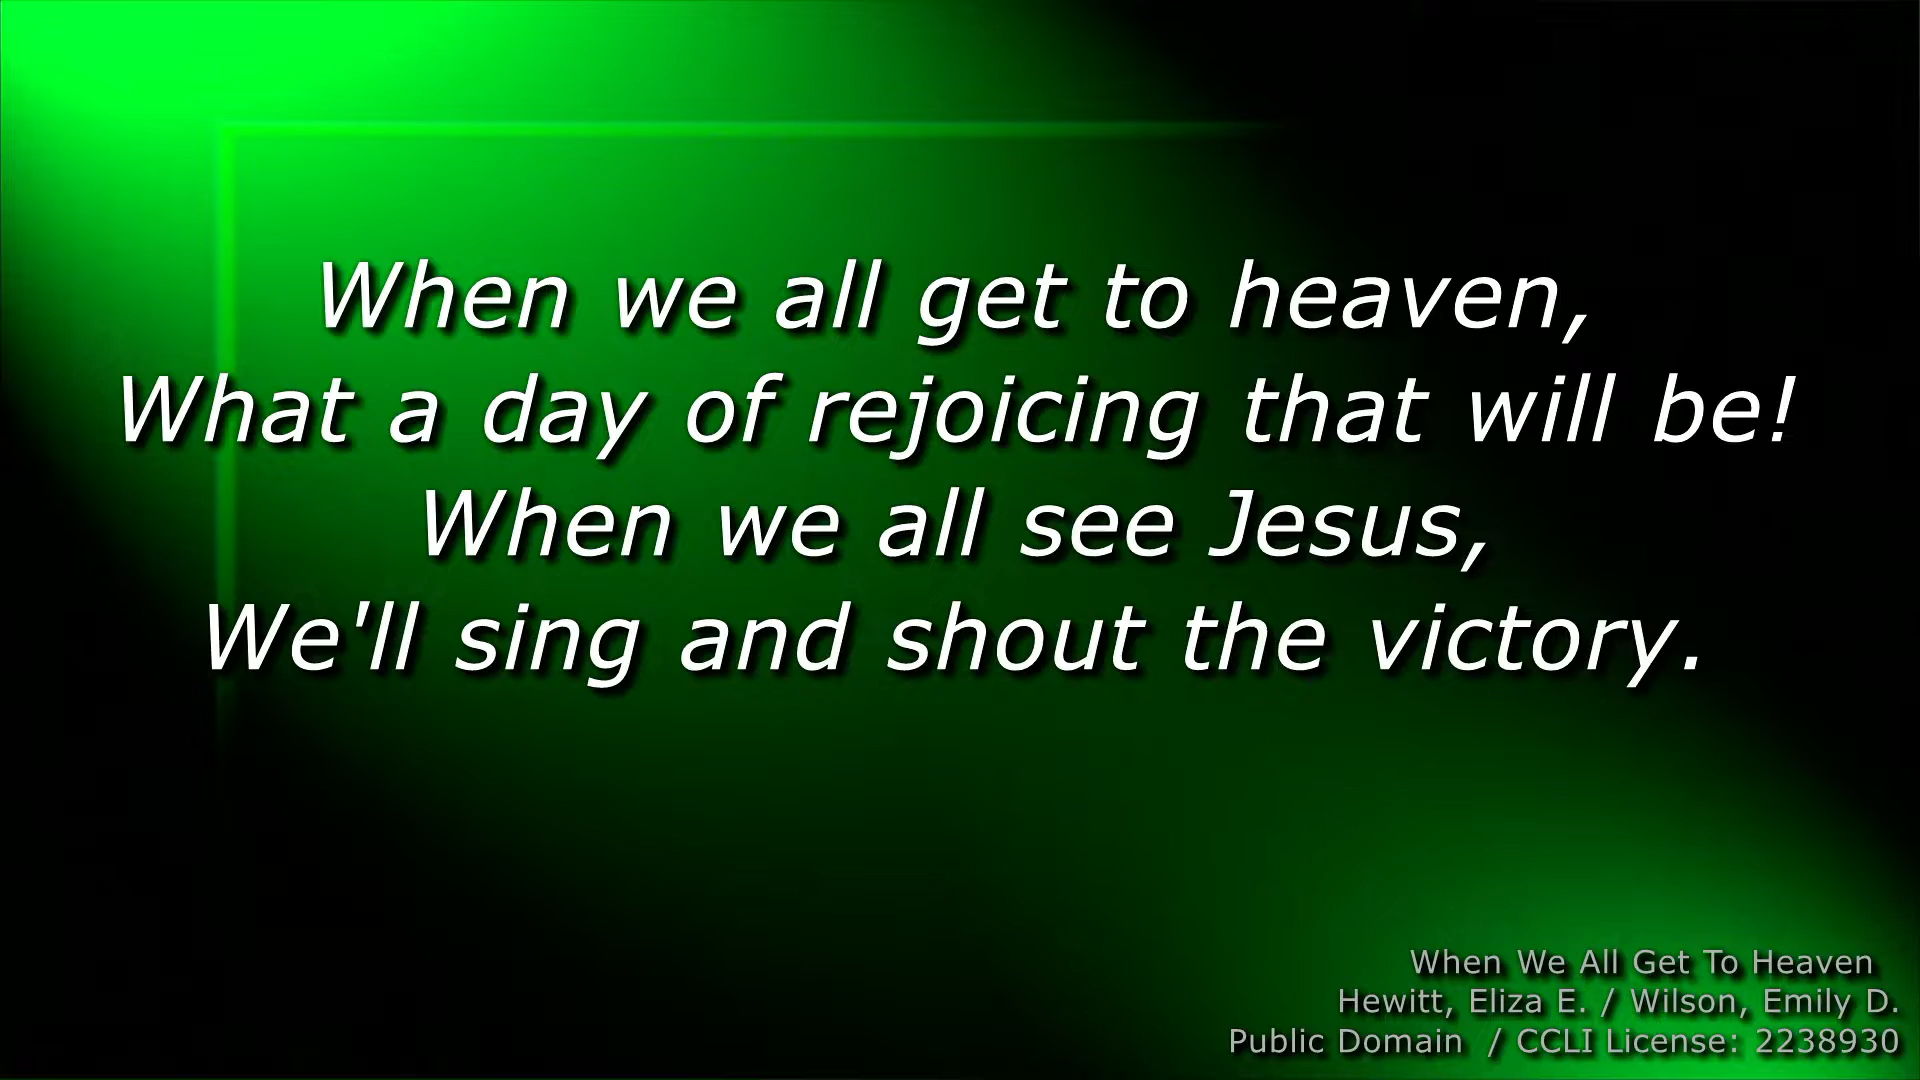 When we all get to heaven,
What a day of rejoicing that will be!
When we all see Jesus,
We'll sing and shout the victory.
When We All Get To Heaven
Hewitt, Eliza E. / Wilson, Emily D.
Public Domain / CCLI License: 2238930